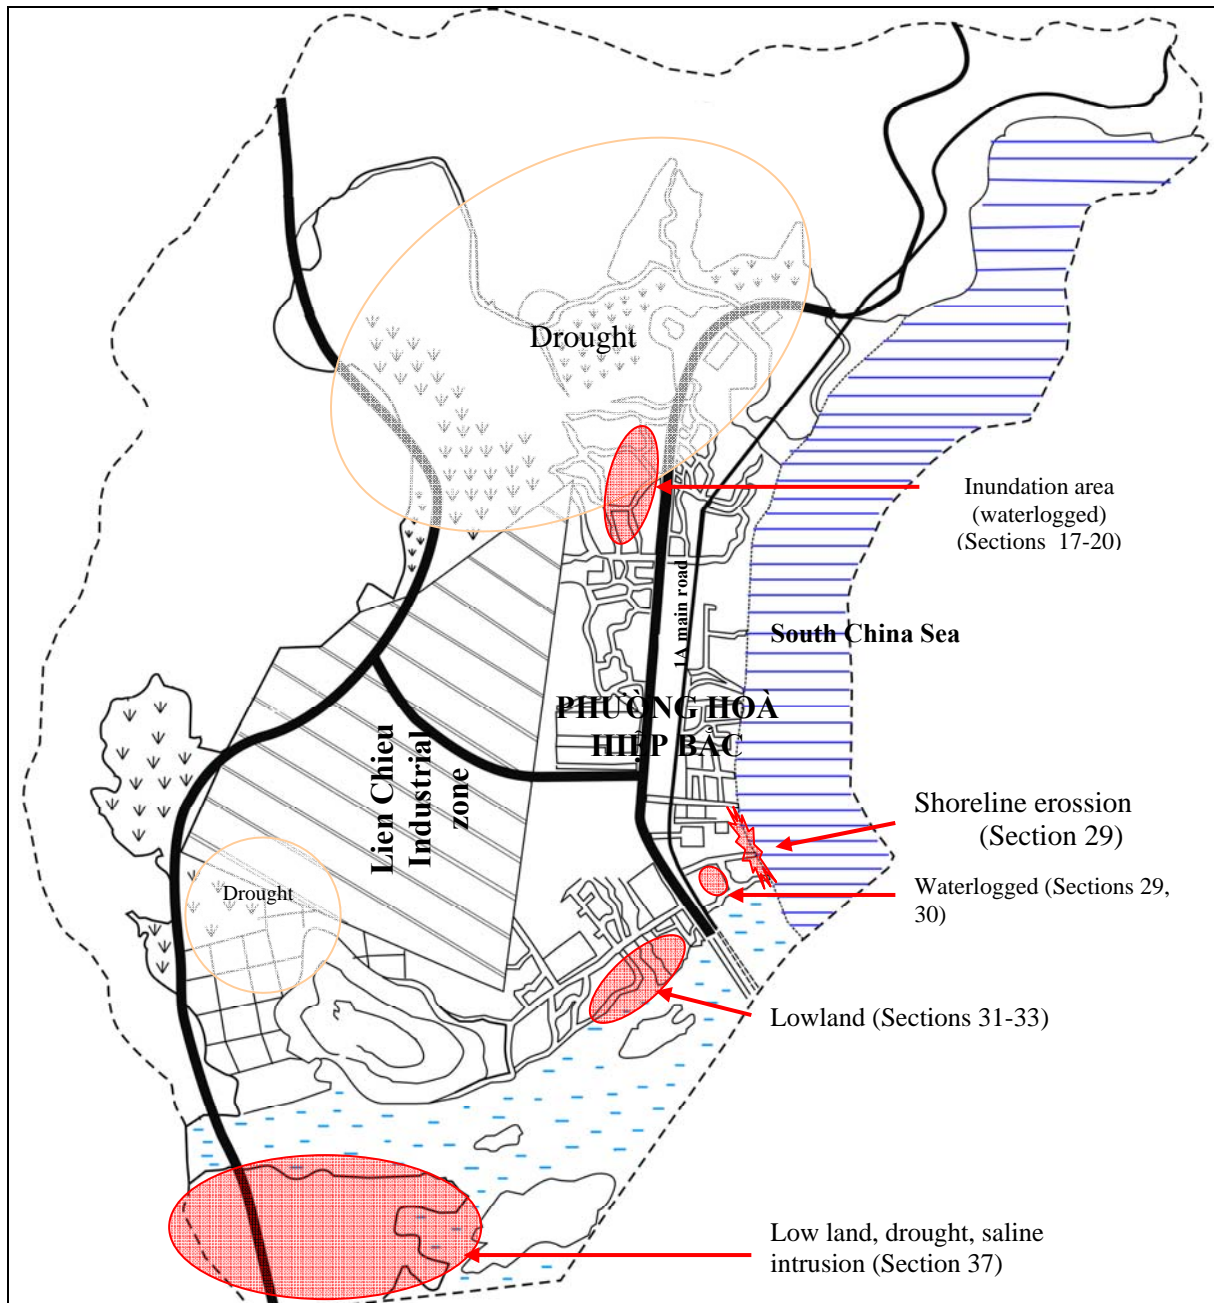 Drought
Inundation area
(waterlogged)
(Sections 17-20)
1A main road
South China Sea
PHƯỜNG HOÀ
HIỆP BẮC
Lien Chieu
Industrial
zone
Shoreline erossion
(Section 29)
Drought
Waterlogged (Sections 29,
30)
Lowland (Sections 31-33)
Low land, drought, saline
intrusion (Section 37)